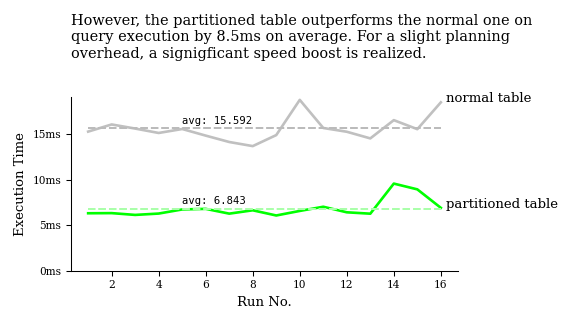 However, the partitioned table outperforms the normal one on
query execution by 8.5ms on average. For a slight planning
overhead, a signigficant speed boost is realized.
normal table
avg: 15.592
15ms
10ms
avg: 6.843
partitioned table
5ms
0ms
Execution Time
2 4 6 8 10 12 14 16
Run No.